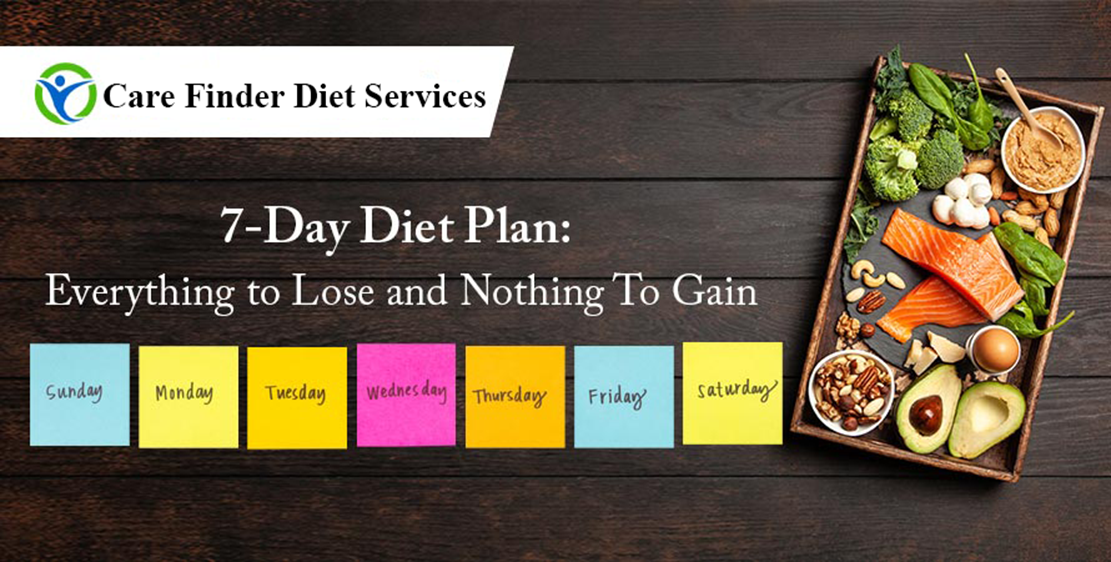 Care Finder Diet Services
7-Day Diet Plan:
Everything to Lose and Nothing To Gain
Sunday
Monday
Tuesday
Wednesday
Thursday
Friday
Saturday